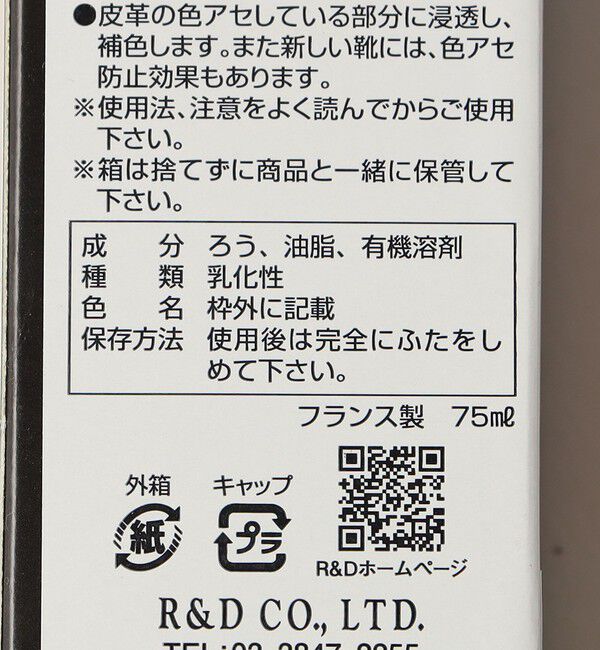 ●皮革の色アセしている部分に浸透し、
補色します。また新しい靴には、色アセ
防止効果もあります。
※使用法、注意をよく読んでからご使用
下さい。
※箱は捨てずに商品と一緒に保管して
下さい。
成 分 ろう、油脂、有機溶剤
種 類 乳化性
色 名 枠外に記載
保存方法 使用後は完全にふたをし
めて下さい。
フランス製 75mℓ
外箱 キャップ
紙 プラ
R&Dホームページ
R&D CO., LTD.